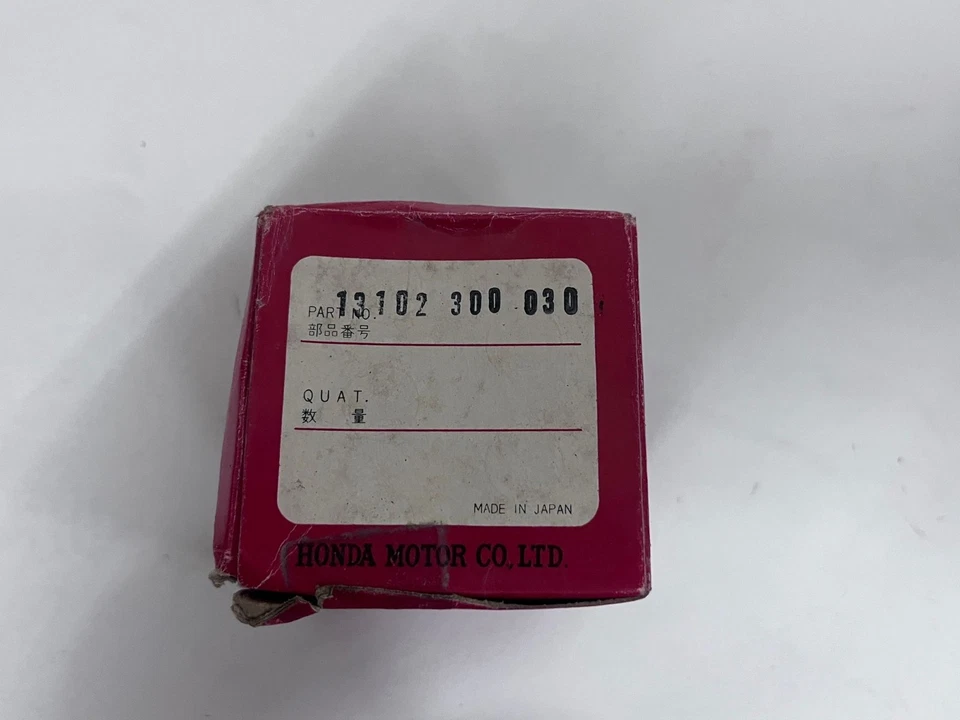 PART NO. 13102 300 030
部品番号
QUAT.
数 量
MADE IN JAPAN
HONDA MOTOR CO., LTD.